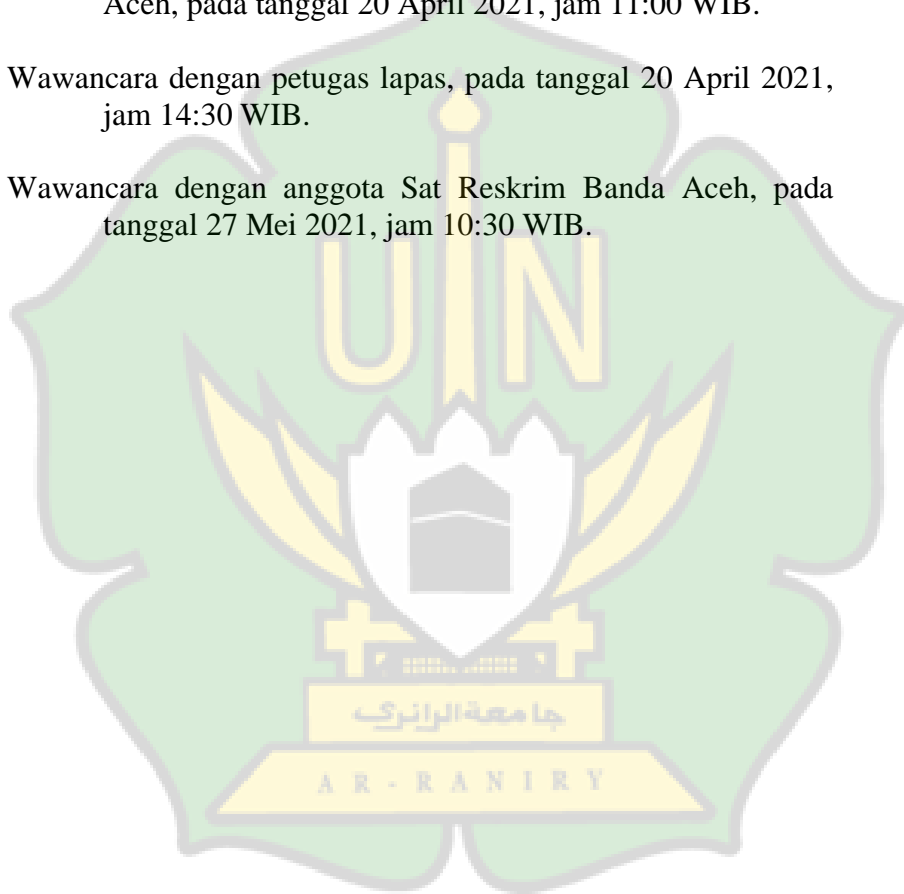 Aceh, pada tanggal 20 April 2021, jam 11:00 WIB.
Wawancara dengan petugas lapas, pada tanggal 20 April 2021,
jam 14:30 WIB.
Wawancara dengan anggota Sat Reskrim Banda Aceh, pada
tanggal 27 Mei 2021, jam 10:30 WIB.
UIN
جامعة الرانري
AR-RANIRY